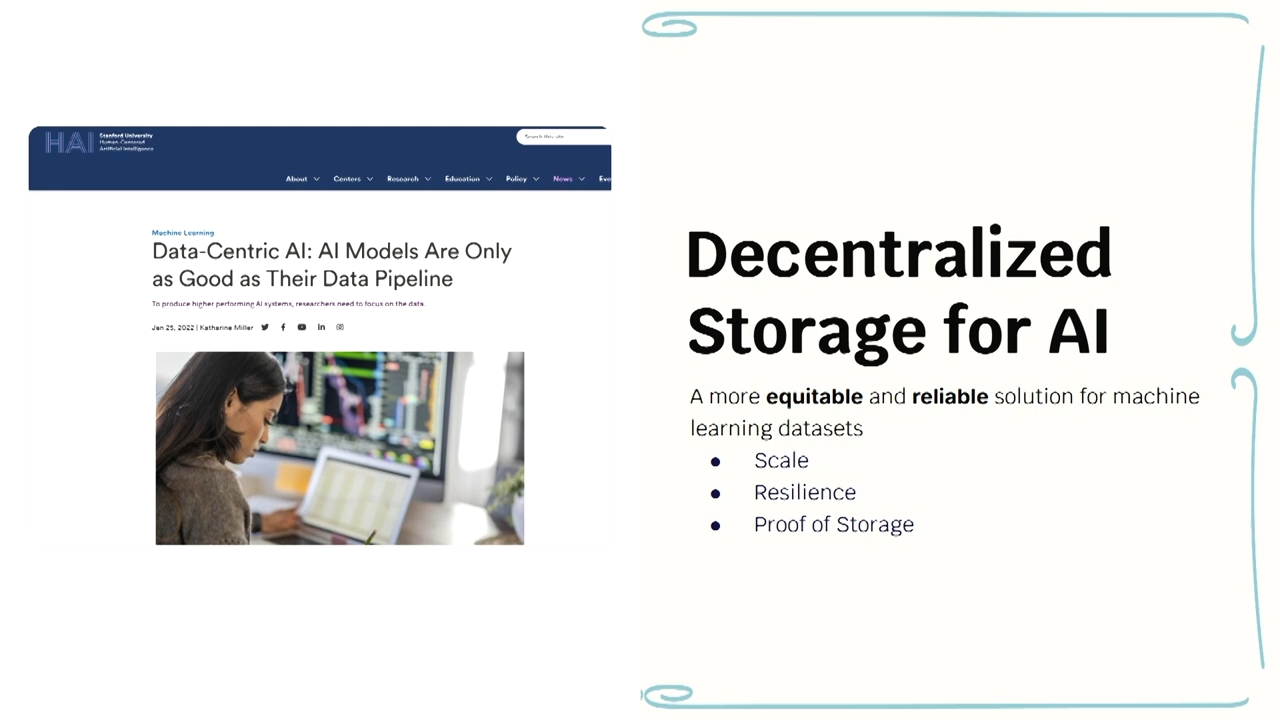 HAI
Stanford University
Human-Centered
Artificial Intelligence
Search this site
About
Centers
Research
Education
Policy
News
Eve
Machine Learning
Data-Centric AI: AI Models Are Only
as Good as Their Data Pipeline
To produce higher performing AI systems, researchers need to focus on the data.
Jan 25, 2022 | Katharine Miller
Decentralized
Storage for AI
A more equitable and reliable solution for machine
learning datasets
● Scale
● Resilience
● Proof of Storage